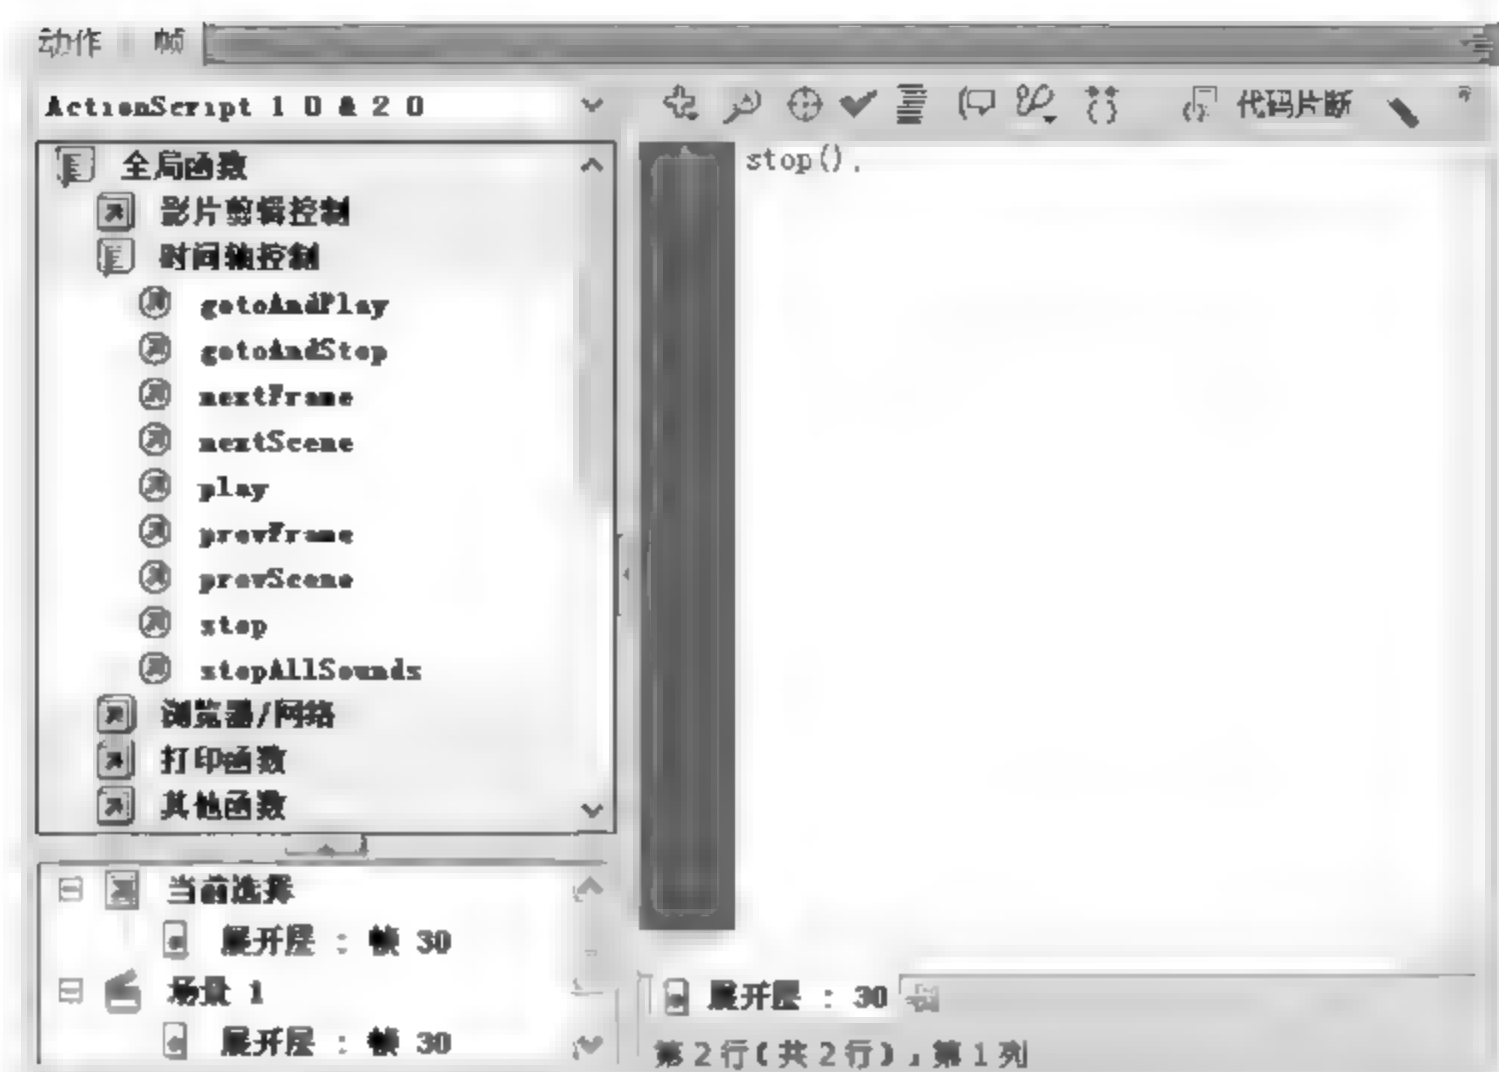 动作 : 帧
ActionScript 1 0 & 2 0
代码片断
全局函数
影片剪辑控制
时间轴控制
gotoAndPlay
gotoAndStop
nextFrame
nextScene
play
prevFrame
prevScene
stop
stopAllSounds
浏览器/网络
打印函数
其他函数
stop();
当前选择
展开层 : 帧 30
场景 1
展开层 : 帧 30
展开层 : 30
第2行(共2行),第1列